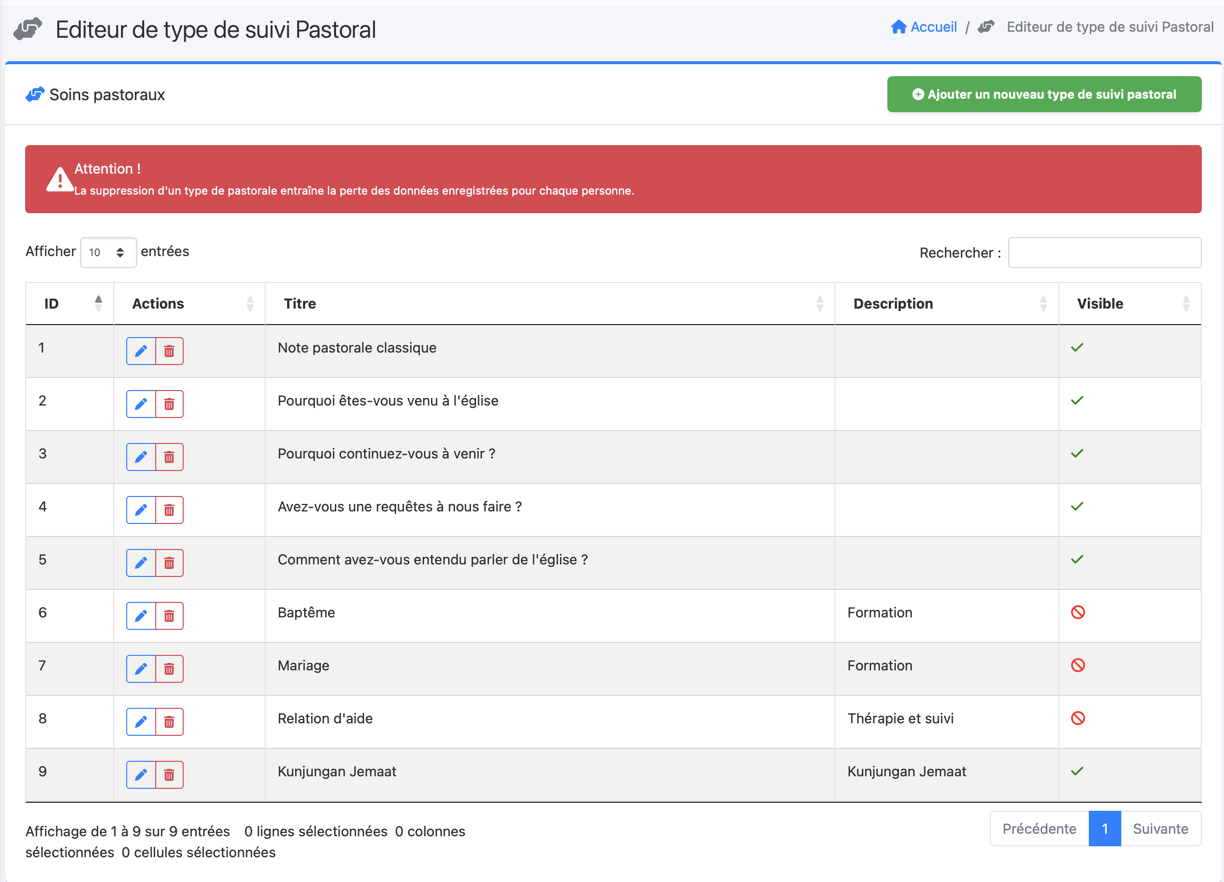 Editeur de type de suivi Pastoral
Accueil / Editeur de type de suivi Pastoral
Soins pastoraux
Ajouter un nouveau type de suivi pastoral
Attention !
La suppression d'un type de pastorale entraîne la perte des données enregistrées pour chaque personne.
Afficher 10 entrées
Rechercher :
ID Actions Titre Description Visible
1 Note pastorale classique
2 Pourquoi êtes-vous venu à l'église
3 Pourquoi continuez-vous à venir ?
4 Avez-vous une requêtes à nous faire ?
5 Comment avez-vous entendu parler de l'église ?
6 Baptême Formation
7 Mariage Formation
8 Relation d'aide Thérapie et suivi
9 Kunjungan Jemaat Kunjungan Jemaat
Affichage de 1 à 9 sur 9 entrées 0 lignes sélectionnées 0 colonnes
sélectionnées 0 cellules sélectionnées
Précédente 1 Suivante